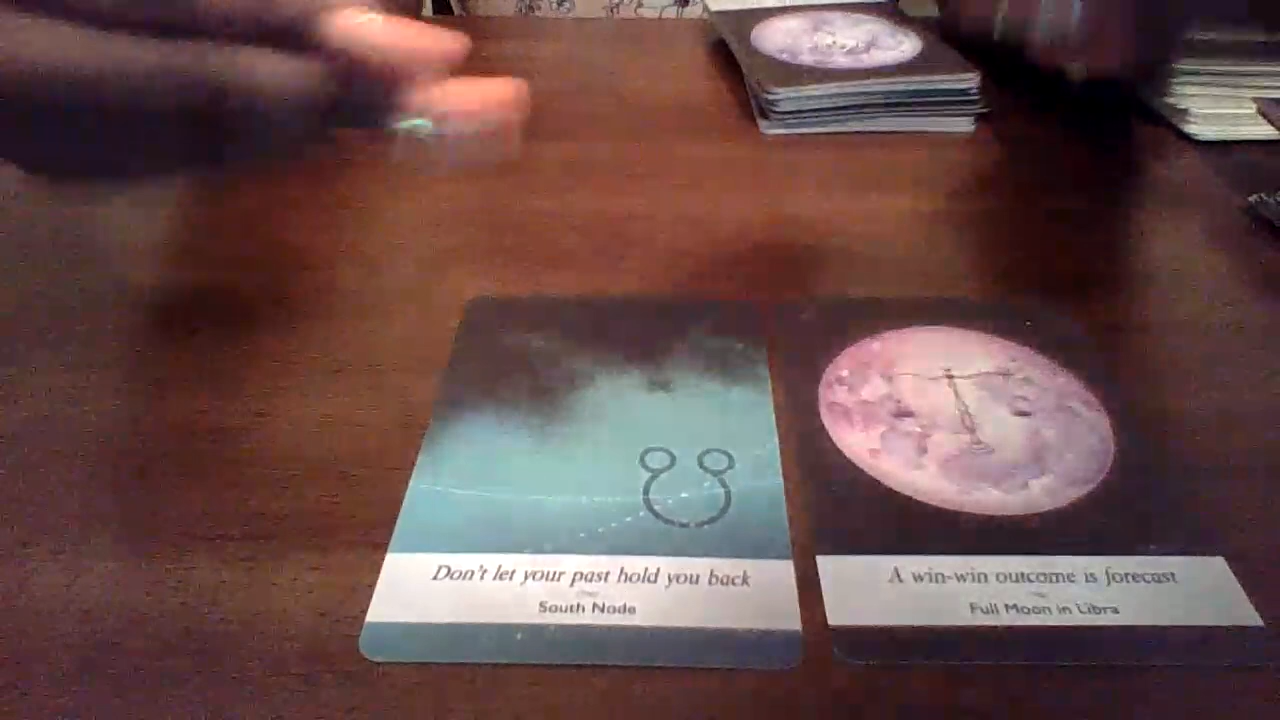 Don't let your past hold you back
South Node
A win-win outcome is forecast
Full Moon in Libra